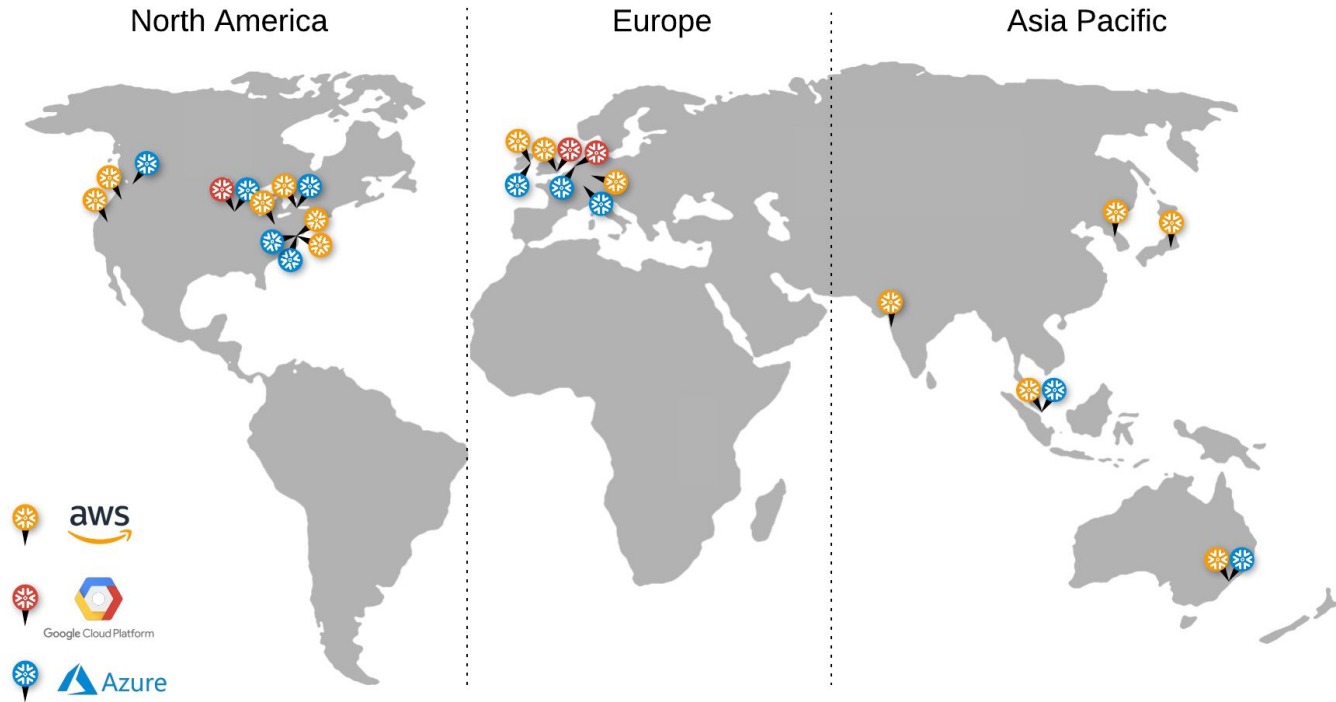 North America
Europe
Asia Pacific
aws
Google Cloud Platform
Azure